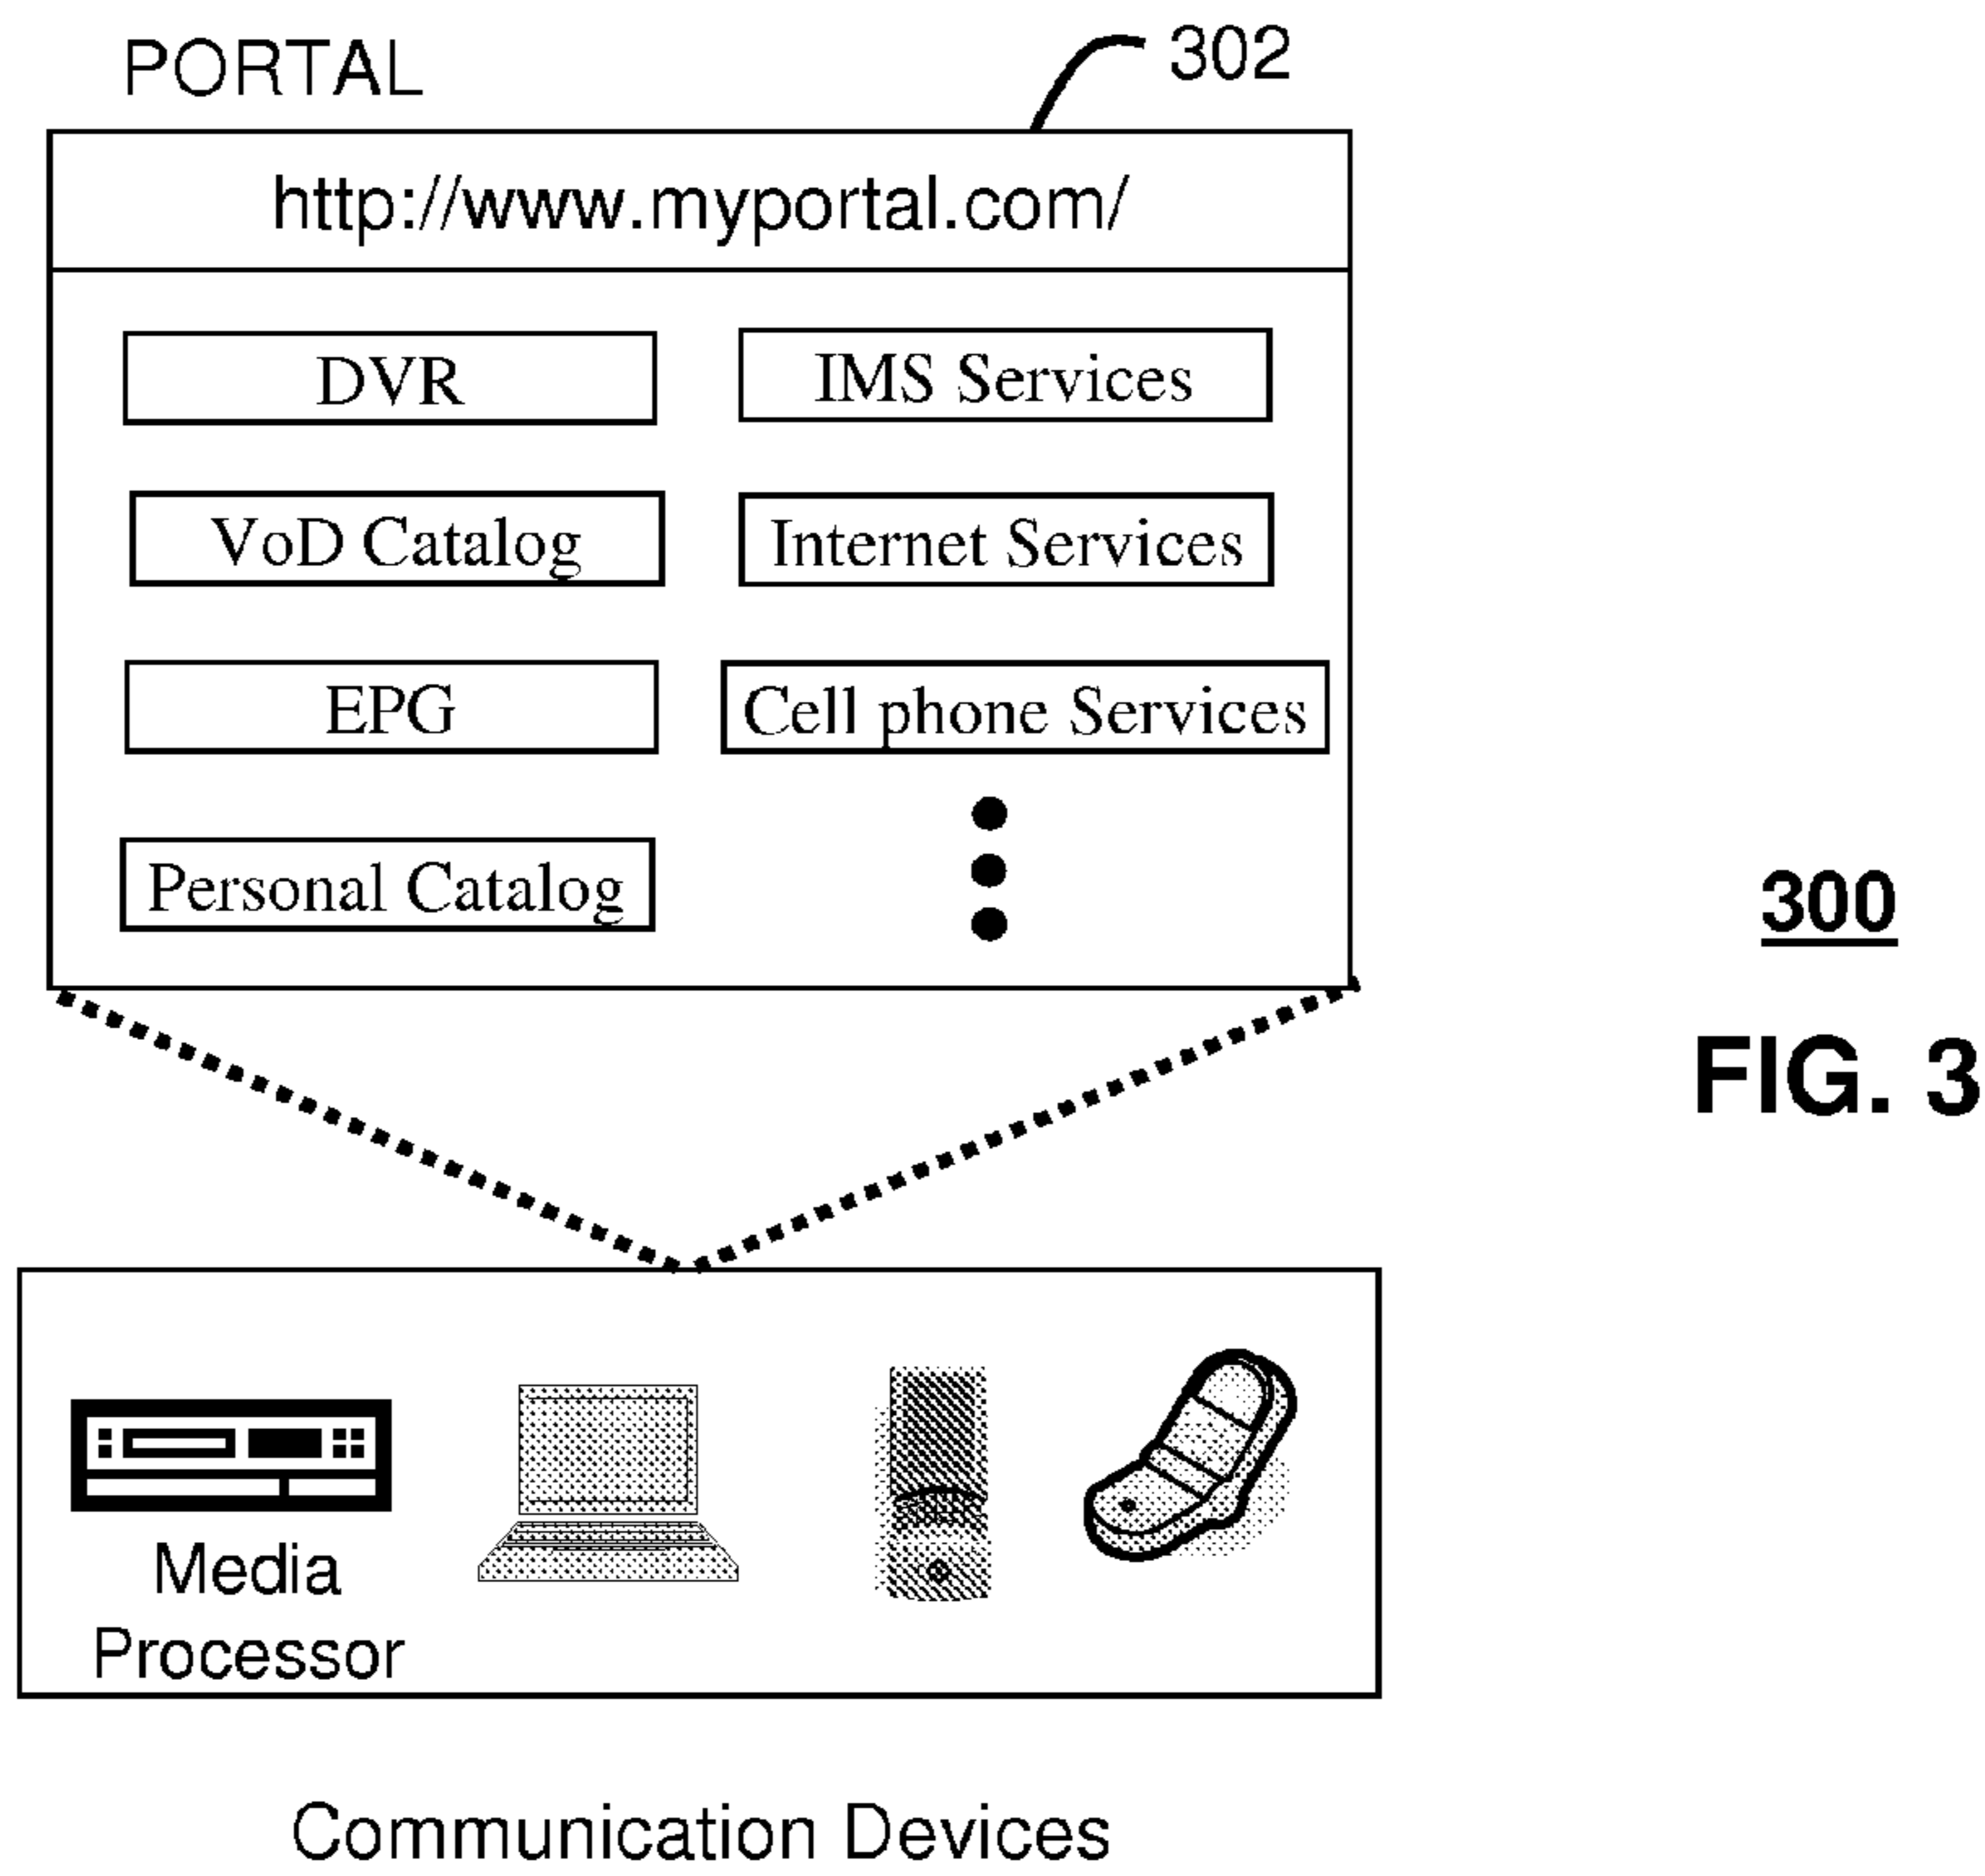 PORTAL
302
http://www.myportal.com/
DVR
IMS Services
VoD Catalog
Internet Services
EPG
Cell phone Services
Personal Catalog
300
FIG. 3
Media
Processor
Communication Devices